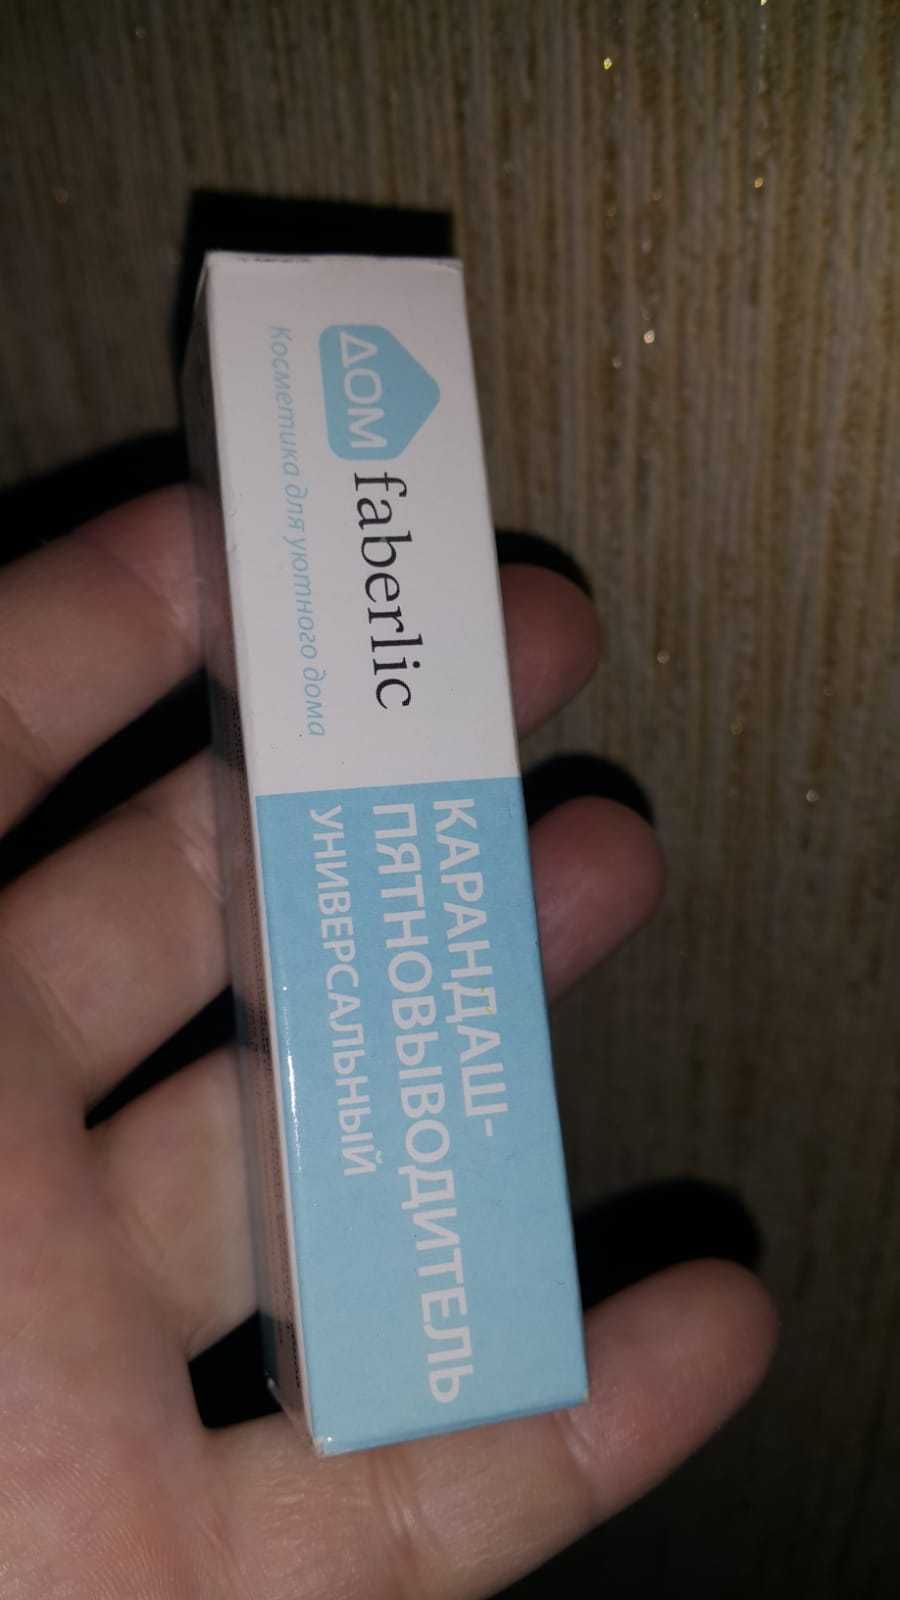 ДОМ faberlic
Косметика для уютного дома
КАРАНДАШ-
ПЯТНОВЫВОДИТЕЛЬ
УНИВЕРСАЛЬНЫЙ